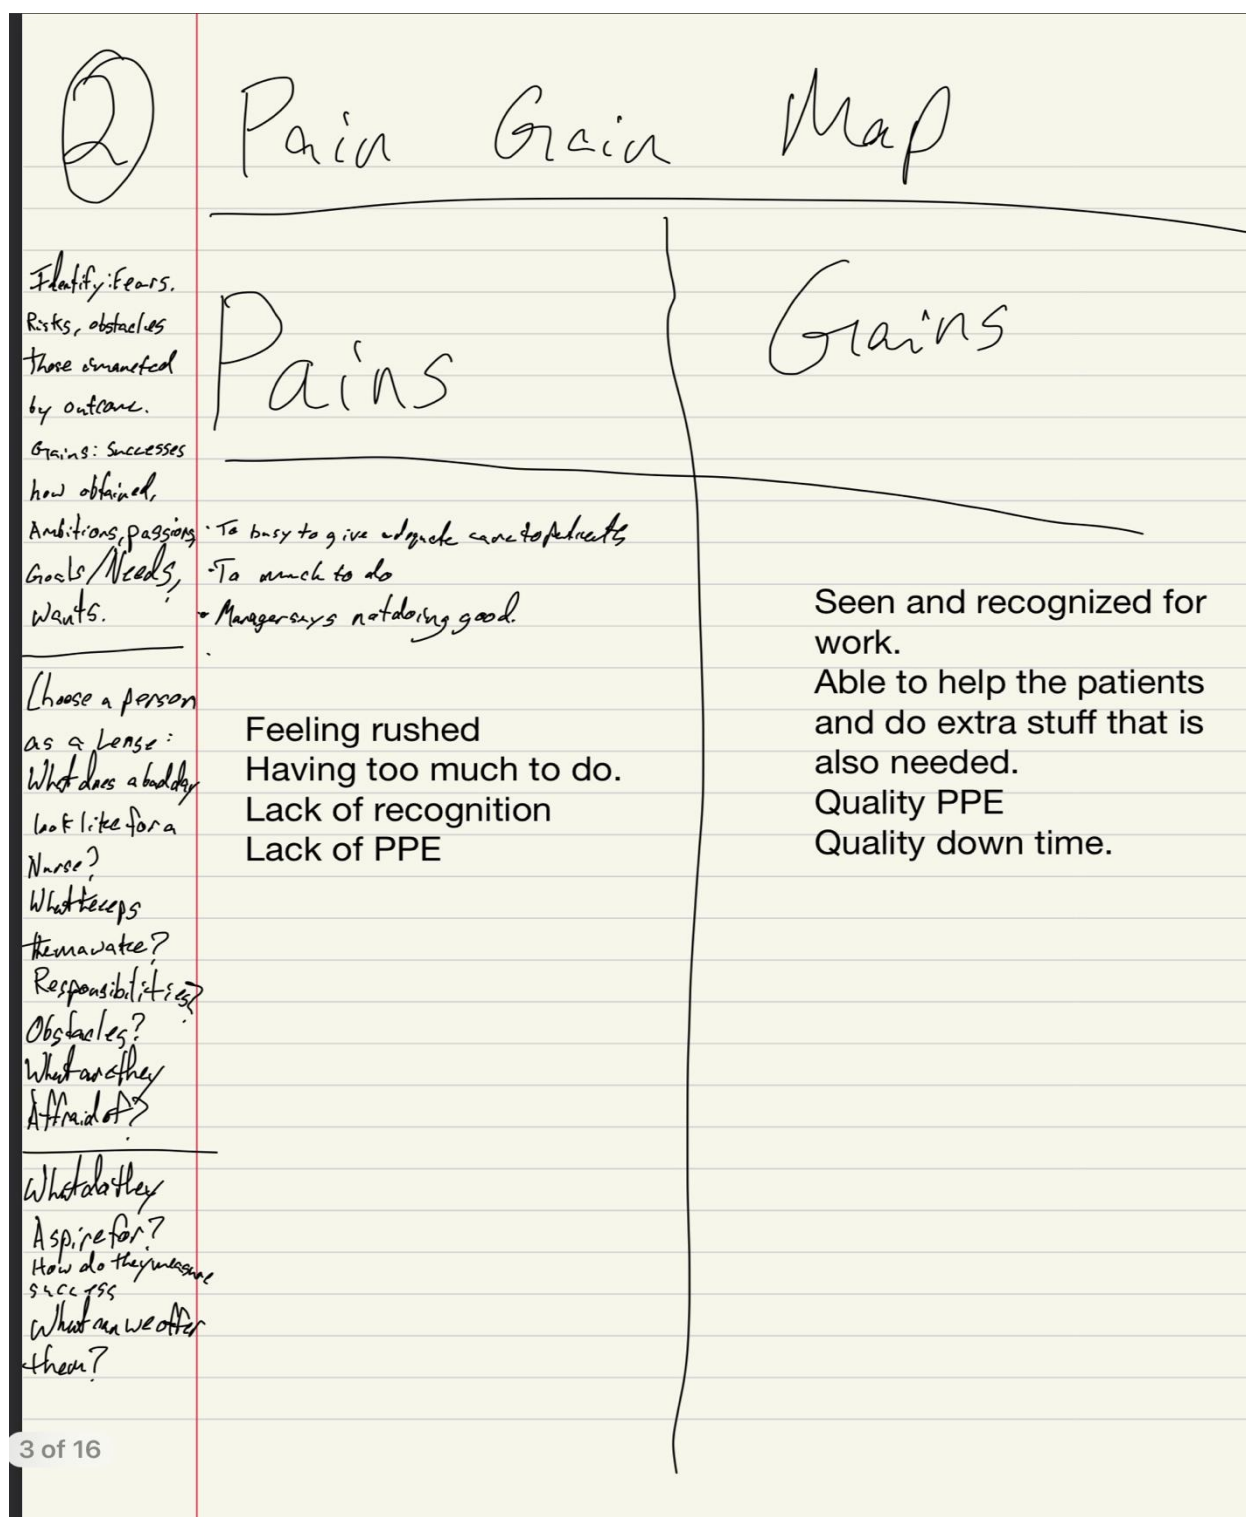 2 Pain Gain Map
Identify: Fears.
Risks, obstacles
those
by outcome.
Gains: Successes
how obtained,
Ambitions, passions
Goals/Needs,
wants.
Choose a person
as a Lense:
What does a bad day
look like for a
Nurse?
What keeps
them awake?
Responsibilities?
Obstacles?
What are they
Affraid of?
What do they
Aspire for?
How do they measure
success
What can we offer
them?
Pains
· To busy to give adequate care to patients
· To much to do
· Manager says not doing good.
Feeling rushed
Having too much to do.
Lack of recognition
Lack of PPE
Gains
Seen and recognized for
work.
Able to help the patients
and do extra stuff that is
also needed.
Quality PPE
Quality down time.
3 of 16